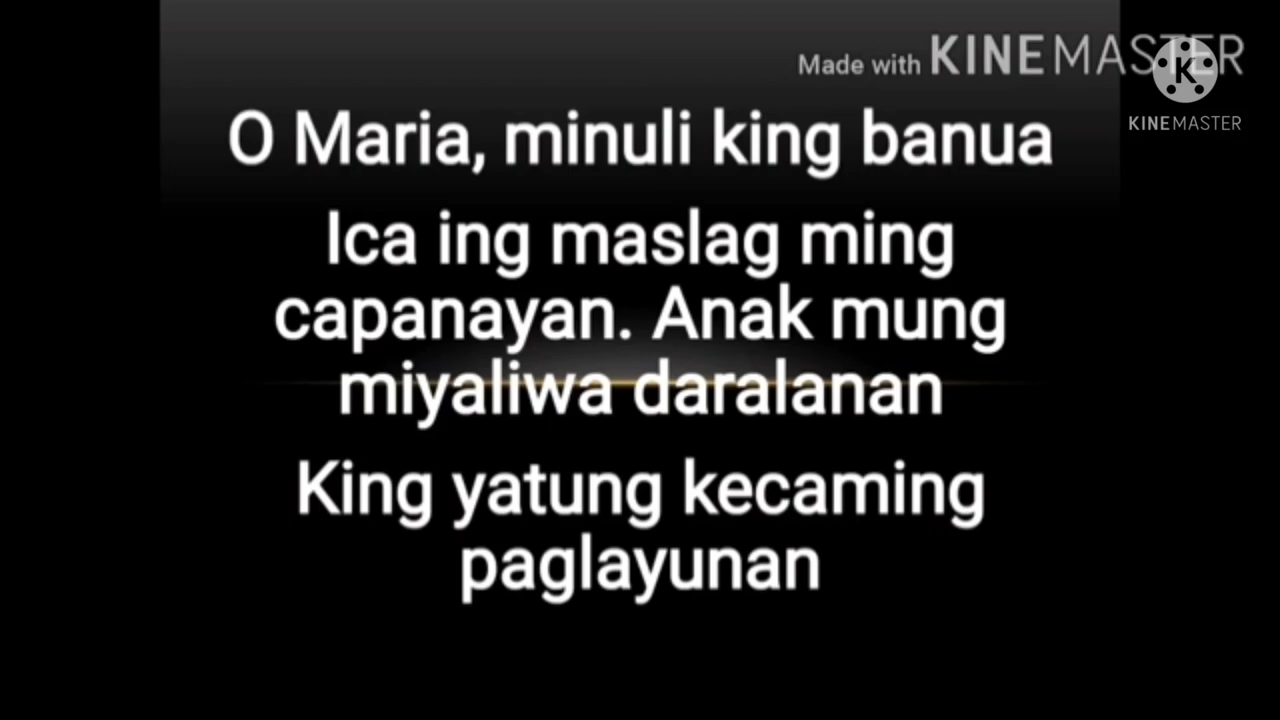 Made with KINEMASTER
K
KINEMASTER
O Maria, minuli king banua
Ica ing maslag ming
capanayan. Anak mung
miyaliwa daralanan
King yatung kecaming
paglayunan